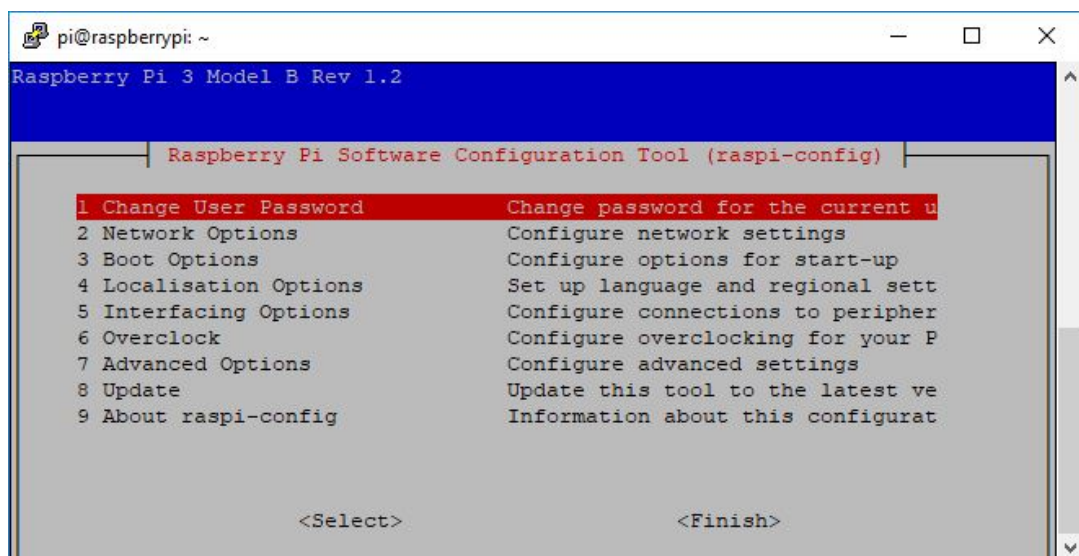 pi@raspberrypi: ~
Raspberry Pi 3 Model B Rev 1.2
Raspberry Pi Software Configuration Tool (raspi-config)
1 Change User Password Change password for the current u
2 Network Options Configure network settings
3 Boot Options Configure options for start-up
4 Localisation Options Set up language and regional sett
5 Interfacing Options Configure connections to peripher
6 Overclock Configure overclocking for your P
7 Advanced Options Configure advanced settings
8 Update Update this tool to the latest ve
9 About raspi-config Information about this configurat
<Select> <Finish>